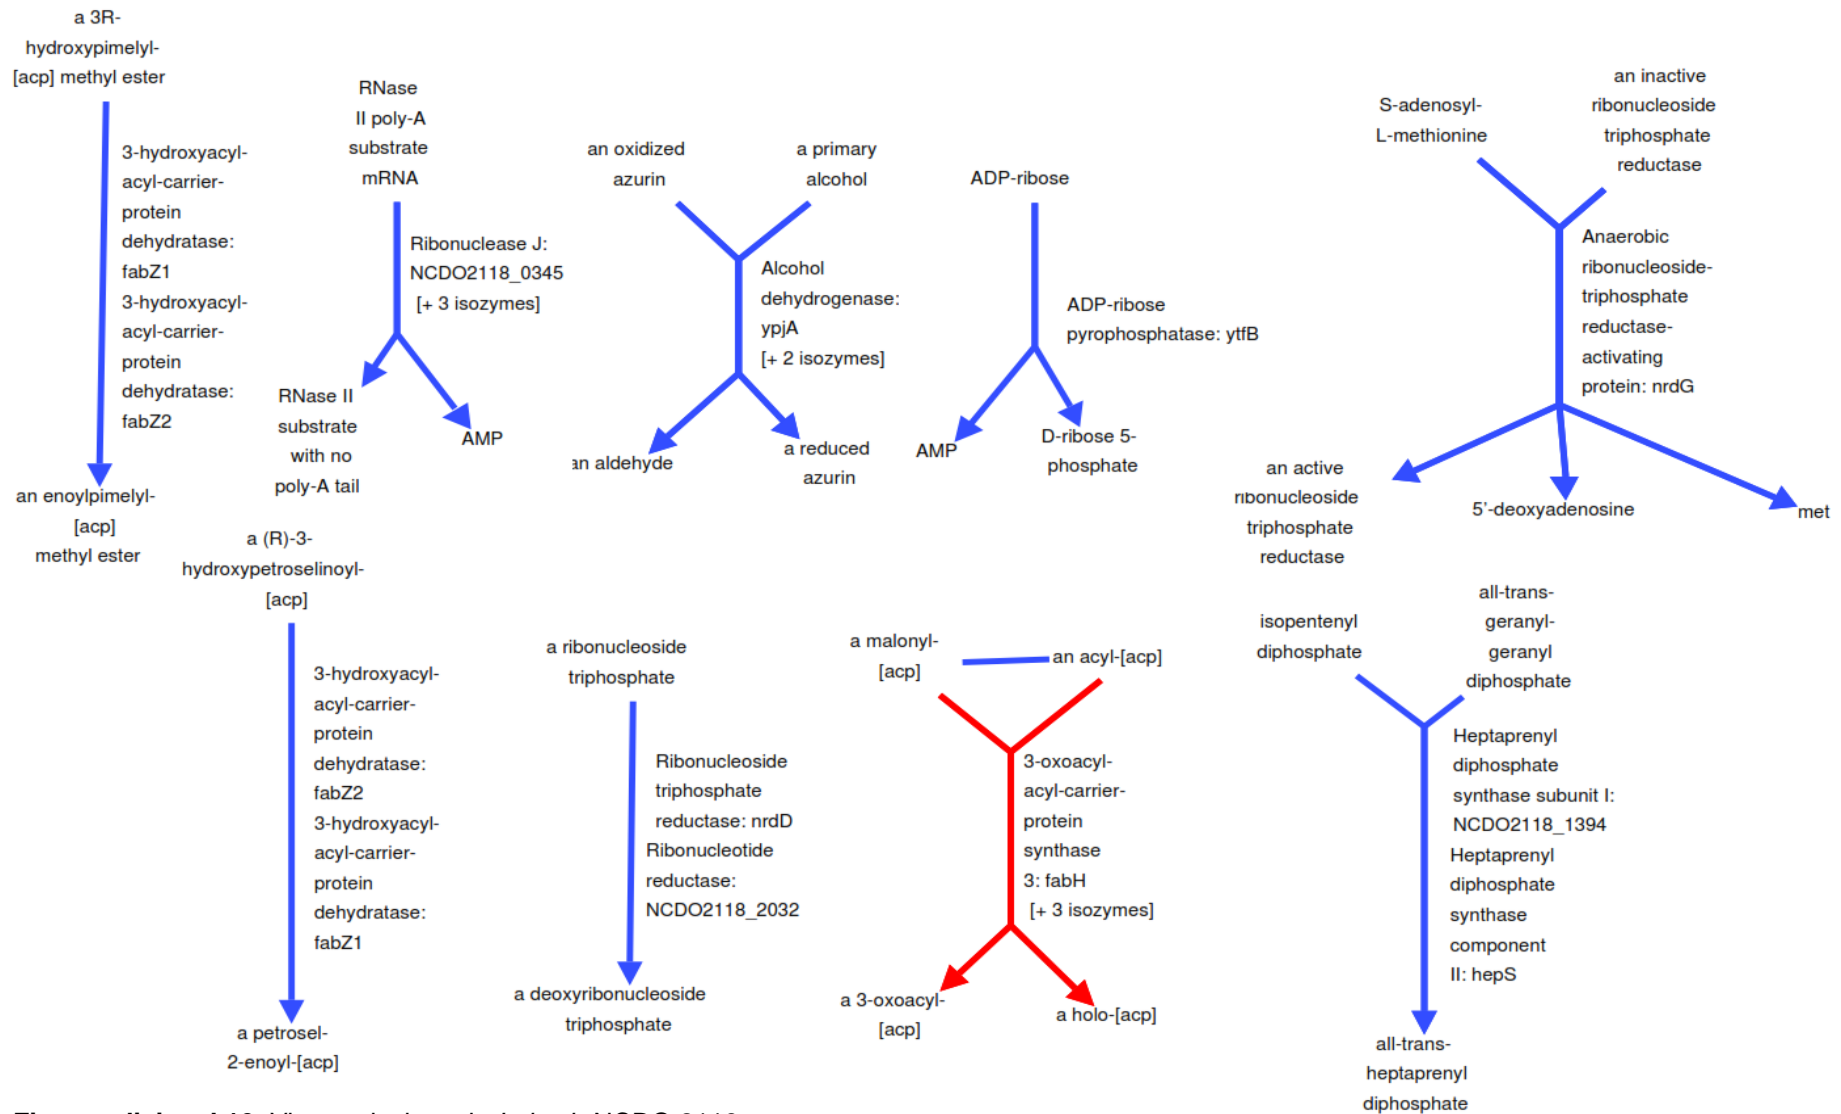 a 3R-
hydroxypimelyl-
[acp] methyl ester
3-hydroxyacyl-
acyl-carrier-
protein
dehydratase:
fabZ1
3-hydroxyacyl-
acyl-carrier-
protein
dehydratase:
fabZ2
an enoylpimelyl-
[acp]
methyl ester
RNase
II poly-A
substrate
mRNA
Ribonuclease J:
NCDO2118_0345
[+ 3 isozymes]
RNase II
substrate
with no
poly-A tail
AMP
an oxidized
azurin
a primary
alcohol
Alcohol
dehydrogenase:
ypjA
[+ 2 isozymes]
an aldehyde
a reduced
azurin
ADP-ribose
ADP-ribose
pyrophosphatase: ytfB
AMP
D-ribose 5-
phosphate
S-adenosyl-
L-methionine
an inactive
ribonucleoside
triphosphate
reductase
Anaerobic
ribonucleoside-
triphosphate
reductase-
activating
protein: nrdG
an active
ribonucleoside
triphosphate
reductase
5'-deoxyadenosine
met
a (R)-3-
hydroxypetroselinoyl-
[acp]
3-hydroxyacyl-
acyl-carrier-
protein
dehydratase:
fabZ2
3-hydroxyacyl-
acyl-carrier-
protein
dehydratase:
fabZ1
a petrosel-
2-enoyl-[acp]
a ribonucleoside
triphosphate
Ribonucleoside
triphosphate
reductase: nrdD
Ribonucleotide
reductase:
NCDO2118_2032
a deoxyribonucleoside
triphosphate
a malonyl-
[acp]
an acyl-[acp]
3-oxoacyl-
acyl-carrier-
protein
synthase
3: fabH
[+ 3 isozymes]
a 3-oxoacyl-
[acp]
a holo-[acp]
isopentenyl
diphosphate
all-trans-
geranyl-
geranyl
diphosphate
Heptaprenyl
diphosphate
synthase subunit I:
NCDO2118_1394
Heptaprenyl
diphosphate
synthase
component
II: hepS
all-trans-
heptaprenyl
diphosphate